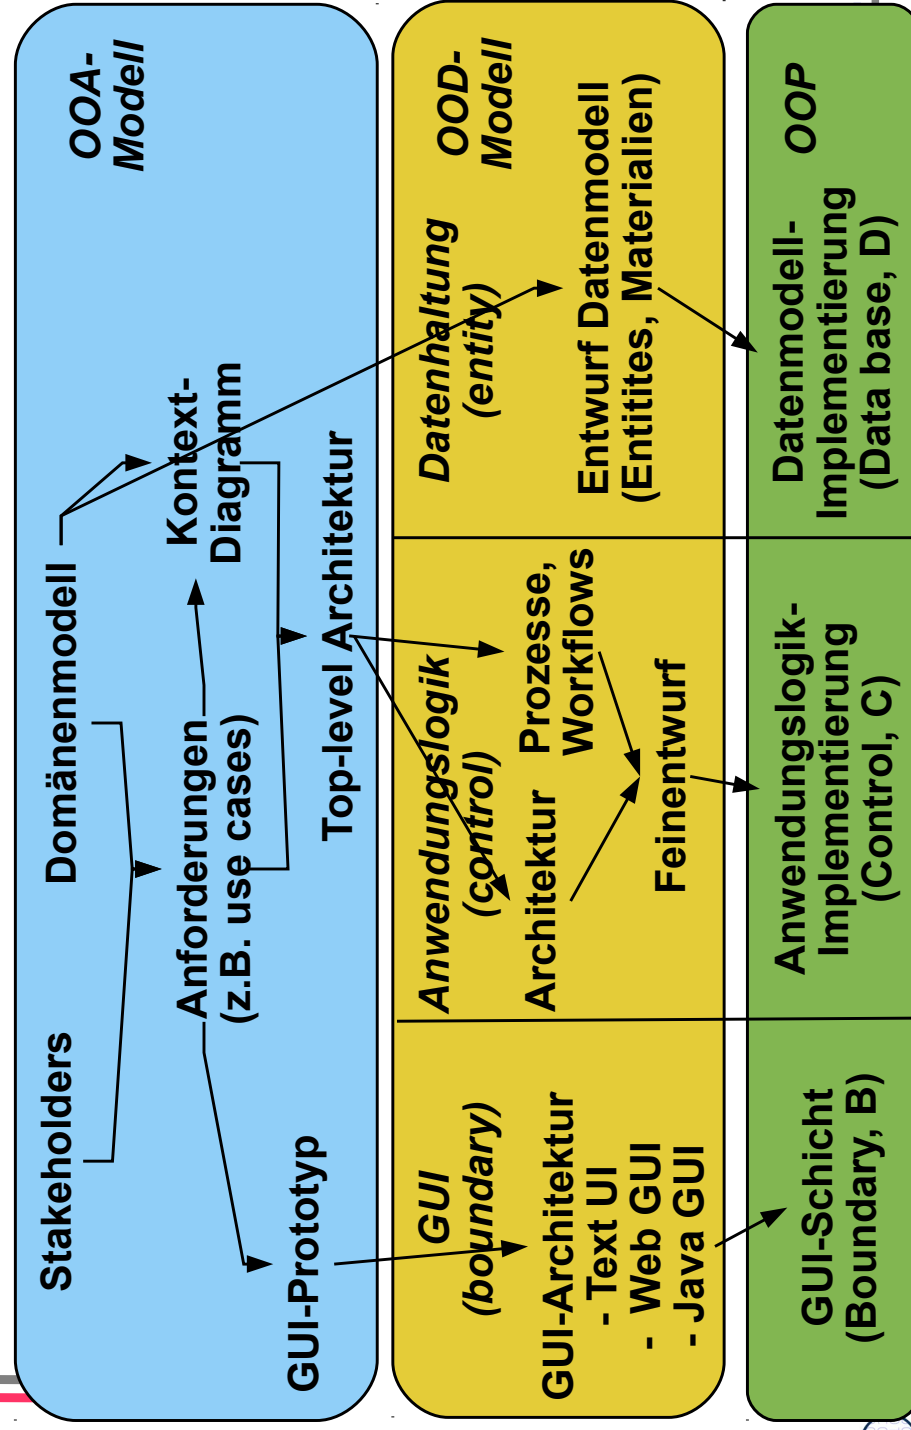 Stakeholders
Domänenmodell
OOA-
Modell
Anforderungen
(z.B. use cases)
Kontext-
Diagramm
GUI-Prototyp
Top-level Architektur
GUI
(boundary)
Anwendungslogik
(control)
Datenhaltung
(entity)
OOD-
Modell
GUI-Architektur
- Text UI
- Web GUI
- Java GUI
Architektur
Prozesse,
Workflows
Feinentwurf
Entwurf Datenmodell
(Entitites, Materialien)
GUI-Schicht
(Boundary, B)
Anwendungslogik-
Implementierung
(Control, C)
Datenmodell-
Implementierung
(Data base, D)
OOP